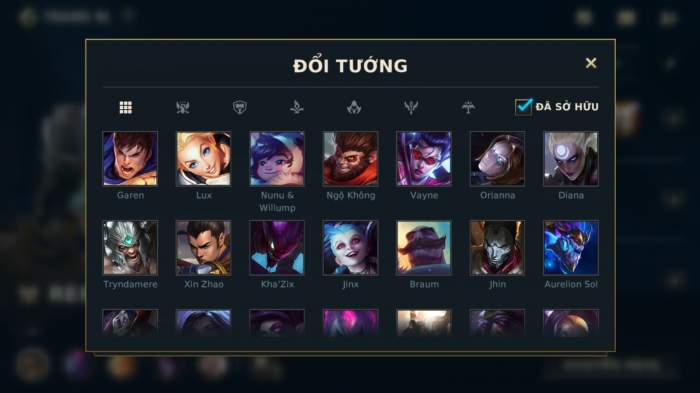 ĐỔI TƯỚNG
ĐÃ SỞ HỮU
Garen
Lux
Nunu &
Willump
Ngộ Không
Vayne
Orianna
Diana
Tryndamere
Xin Zhao
Kha'Zix
Jinx
Braum
Jhin
Aurelion Sol